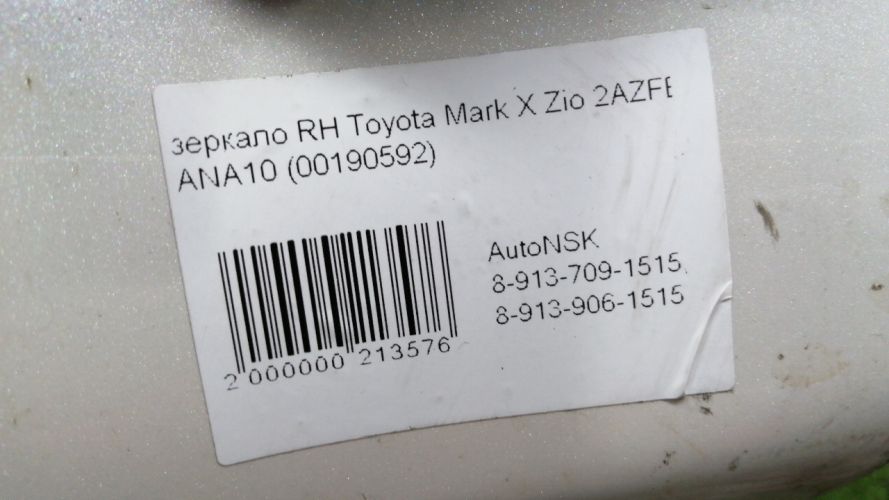 зеркало RH Toyota Mark X Zio 2AZFE
ANA10 (00190592)
AutoNSK
8-913-709-1515,
8-913-906-1515
2 000000 213576